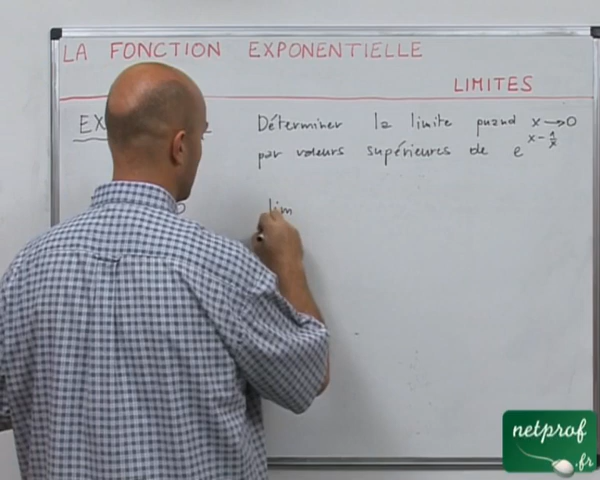 LA FONCTION EXPONENTIELLE
LIMITES
Déterminer la limite quand x → 0
par valeurs supérieures de e^{x - 1/x}
lim
netprof
.fr